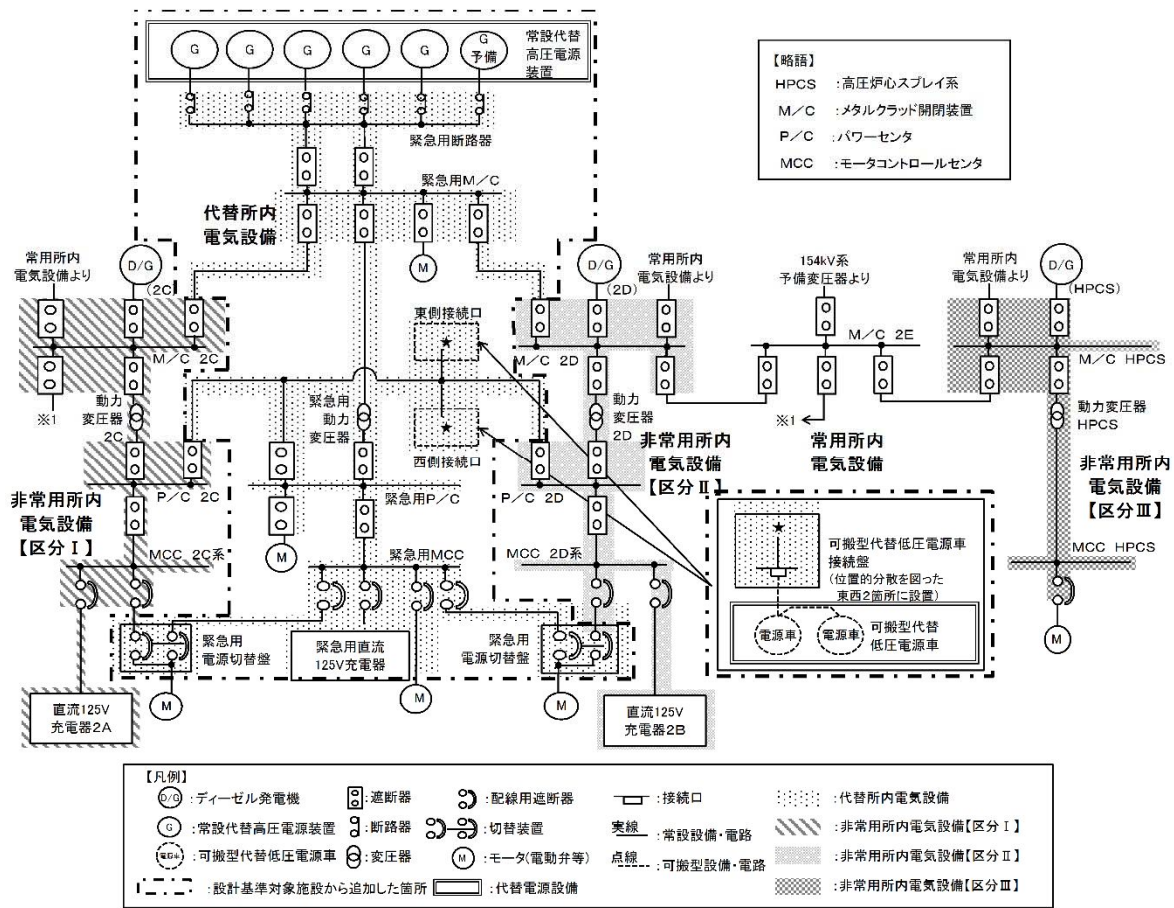 G
G
G
G
G
G
予備
常設代替
高圧電源
装置
緊急用断路器
緊急用M/C
代替所内
電気設備
M
【略語】
HPCS :高圧炉心スプレイ系
M/C :メタルクラッド開閉装置
P/C :パワーセンタ
MCC :モータコントロールセンタ
常用所内
電気設備より
D/G
(2C)
D/G
(2D)
常用所内
電気設備より
154kV系
予備変圧器より
常用所内
電気設備より
D/G
(HPCS)
M/C 2C
※1
東側接続口
★
M/C 2D
M/C 2E
※1
M/C HPCS
動力
変圧器
2C
緊急用
動力
変圧器
★
西側接続口
動力
変圧器
2D
非常用所内
電気設備
【区分Ⅱ】
常用所内
電気設備
動力変圧器
HPCS
非常用所内
電気設備
【区分Ⅲ】
P/C 2C
緊急用P/C
P/C 2D
非常用所内
電気設備
【区分Ⅰ】
M
MCC 2C系
緊急用MCC
MCC 2D系
MCC HPCS
M
★
可搬型代替低圧電源車
接続盤
(位置的分散を図った
東西2箇所に設置)
電源車
電源車
可搬型代替
低圧電源車
緊急用
電源切替盤
緊急用直流
125V充電器
緊急用
電源切替盤
直流125V
充電器2A
M
M
M
直流125V
充電器2B
【凡例】
D/G :ディーゼル発電機
:遮断器
:配線用遮断器
:接続口
:代替所内電気設備
G :常設代替高圧電源装置
:断路器
:切替装置
実線 :常設設備・電路
:非常用所内電気設備【区分Ⅰ】
電源車 :可搬型代替低圧電源車
:変圧器
M :モータ(電動弁等)
点線 :可搬型設備・電路
:非常用所内電気設備【区分Ⅱ】
:設計基準対象施設から追加した箇所
:代替電源設備
:非常用所内電気設備【区分Ⅲ】